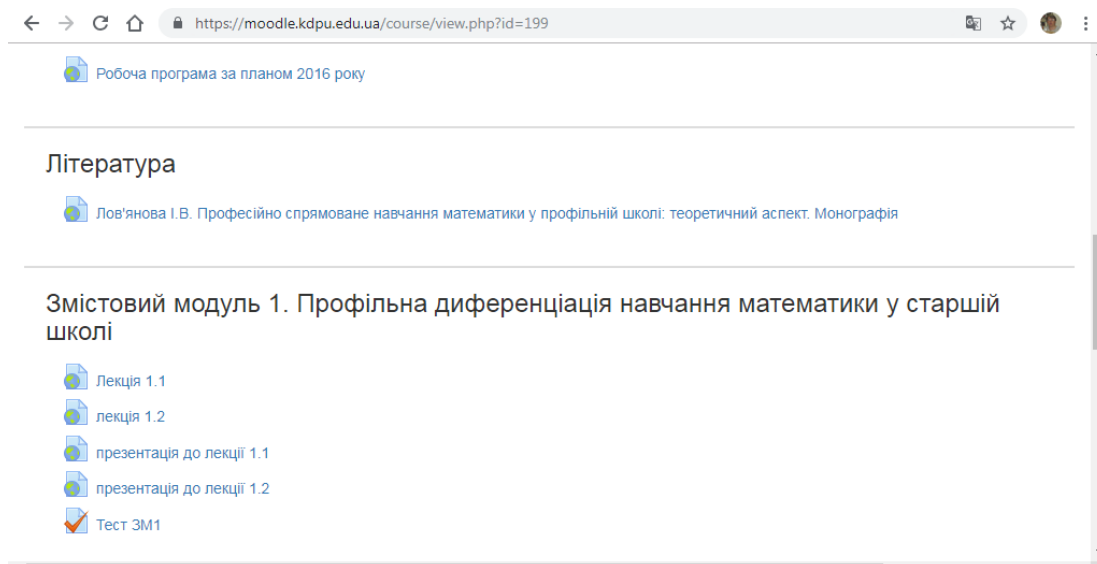 https://moodle.kdpu.edu.ua/course/view.php?id=199
Робоча програма за планом 2016 року
Література
Лов'янова І.В. Професійно спрямоване навчання математики у профільній школі: теоретичний аспект. Монографія
Змістовий модуль 1. Профільна диференціація навчання математики у старшій
школі
Лекція 1.1
лекція 1.2
презентація до лекції 1.1
презентація до лекції 1.2
Тест ЗМ1